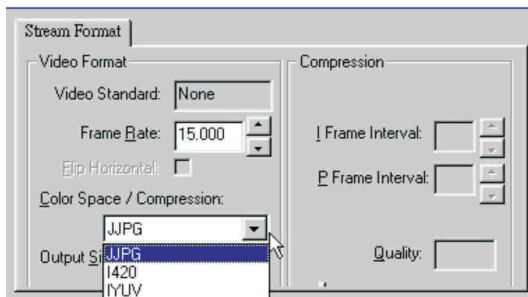 Stream Format
Video Format
Video Standard: None
Frame Rate: 15.000
Flip Horizontal:
Color Space / Compression:
JJPG
Output Si
JJPG
I420
IYUV
Compression
I Frame Interval:
P Frame Interval:
Quality: